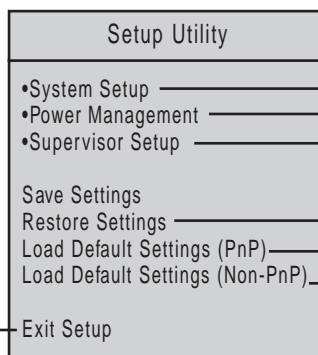 Setup Utility
•System Setup
•Power Management
•Supervisor Setup
Save Settings
Restore Settings
Load Default Settings (PnP)
Load Default Settings (Non-PnP)
Exit Setup